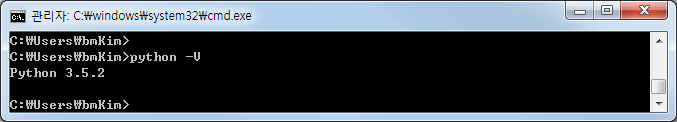 관리자: C:₩windows₩system32₩cmd.exe
C:₩Users₩bmKim>
C:₩Users₩bmKim>python -V
Python 3.5.2
C:₩Users₩bmKim>